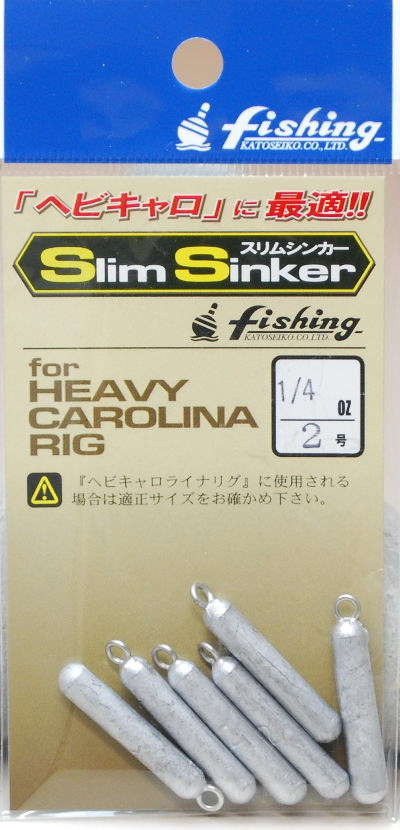 fishing
KATOSEIKO.CO.,LTD.
「ヘビキャロ」に最適!!
スリムシンカー
Slim Sinker
fishing
KATOSEIKO.CO.,LTD.
for
HEAVY
CAROLINA
RIG
1/4 OZ
2 号
『ヘビキャロライナリグ』に使用される
場合は適正サイズをお確かめ下さい。